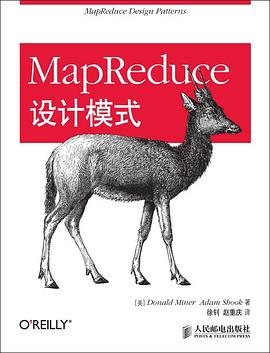 MapReduce Design Patterns
MapReduce
设计模式
[美] Donald Miner Adam Shook 著
徐钊 赵重庆 译
O'REILLY®
人民邮电出版社
POSTS & TELECOM PRESS